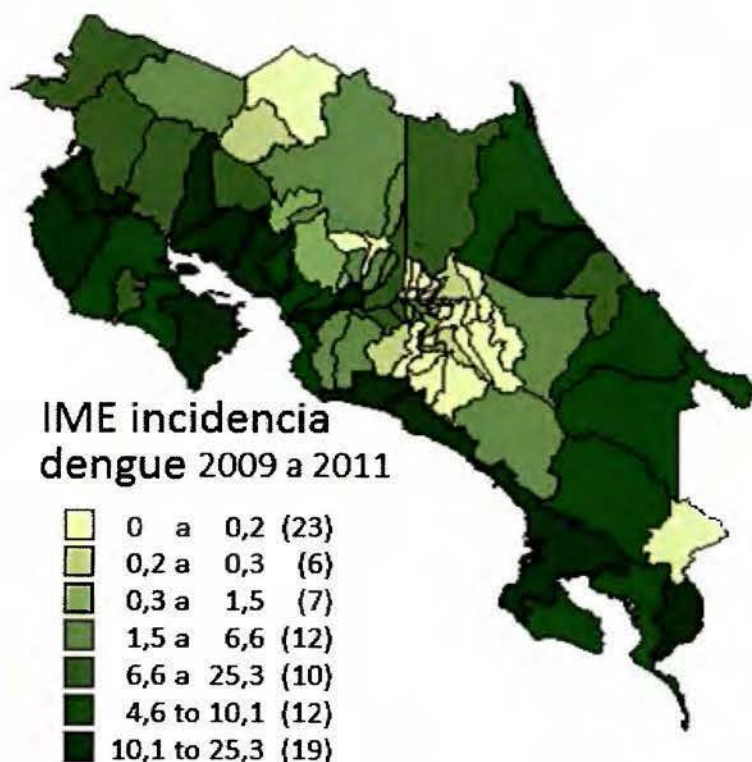 IME incidencia
dengue 2009 a 2011
0 a 0,2 (23)
0,2 a 0,3 (6)
0,3 a 1,5 (7)
1,5 a 6,6 (12)
6,6 a 25,3 (10)
4,6 to 10,1 (12)
10,1 to 25,3 (19)